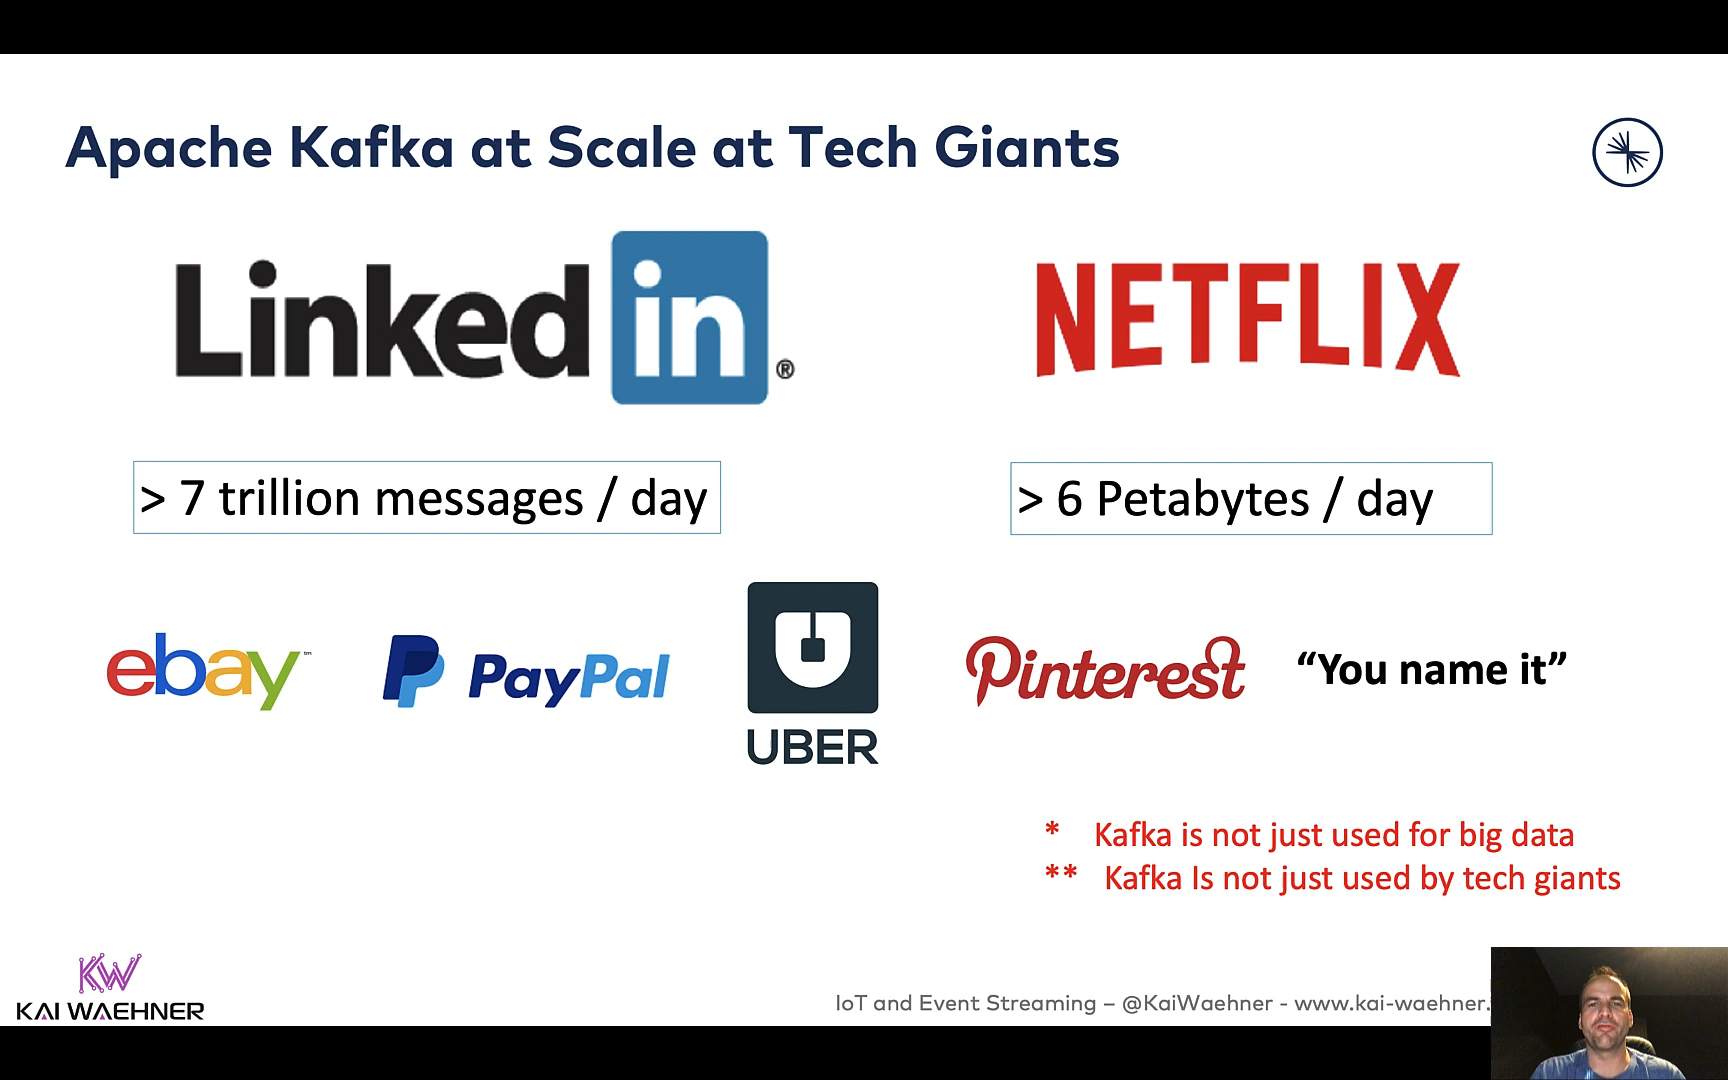 Apache Kafka at Scale at Tech Giants
Linked in ®
NETFLIX
> 7 trillion messages / day
> 6 Petabytes / day
ebay™
PayPal
UBER
Pinterest
“You name it”
* Kafka is not just used for big data
** Kafka Is not just used by tech giants
KW
KAI WAEHNER
IoT and Event Streaming – @KaiWaehner - www.kai-waehner.